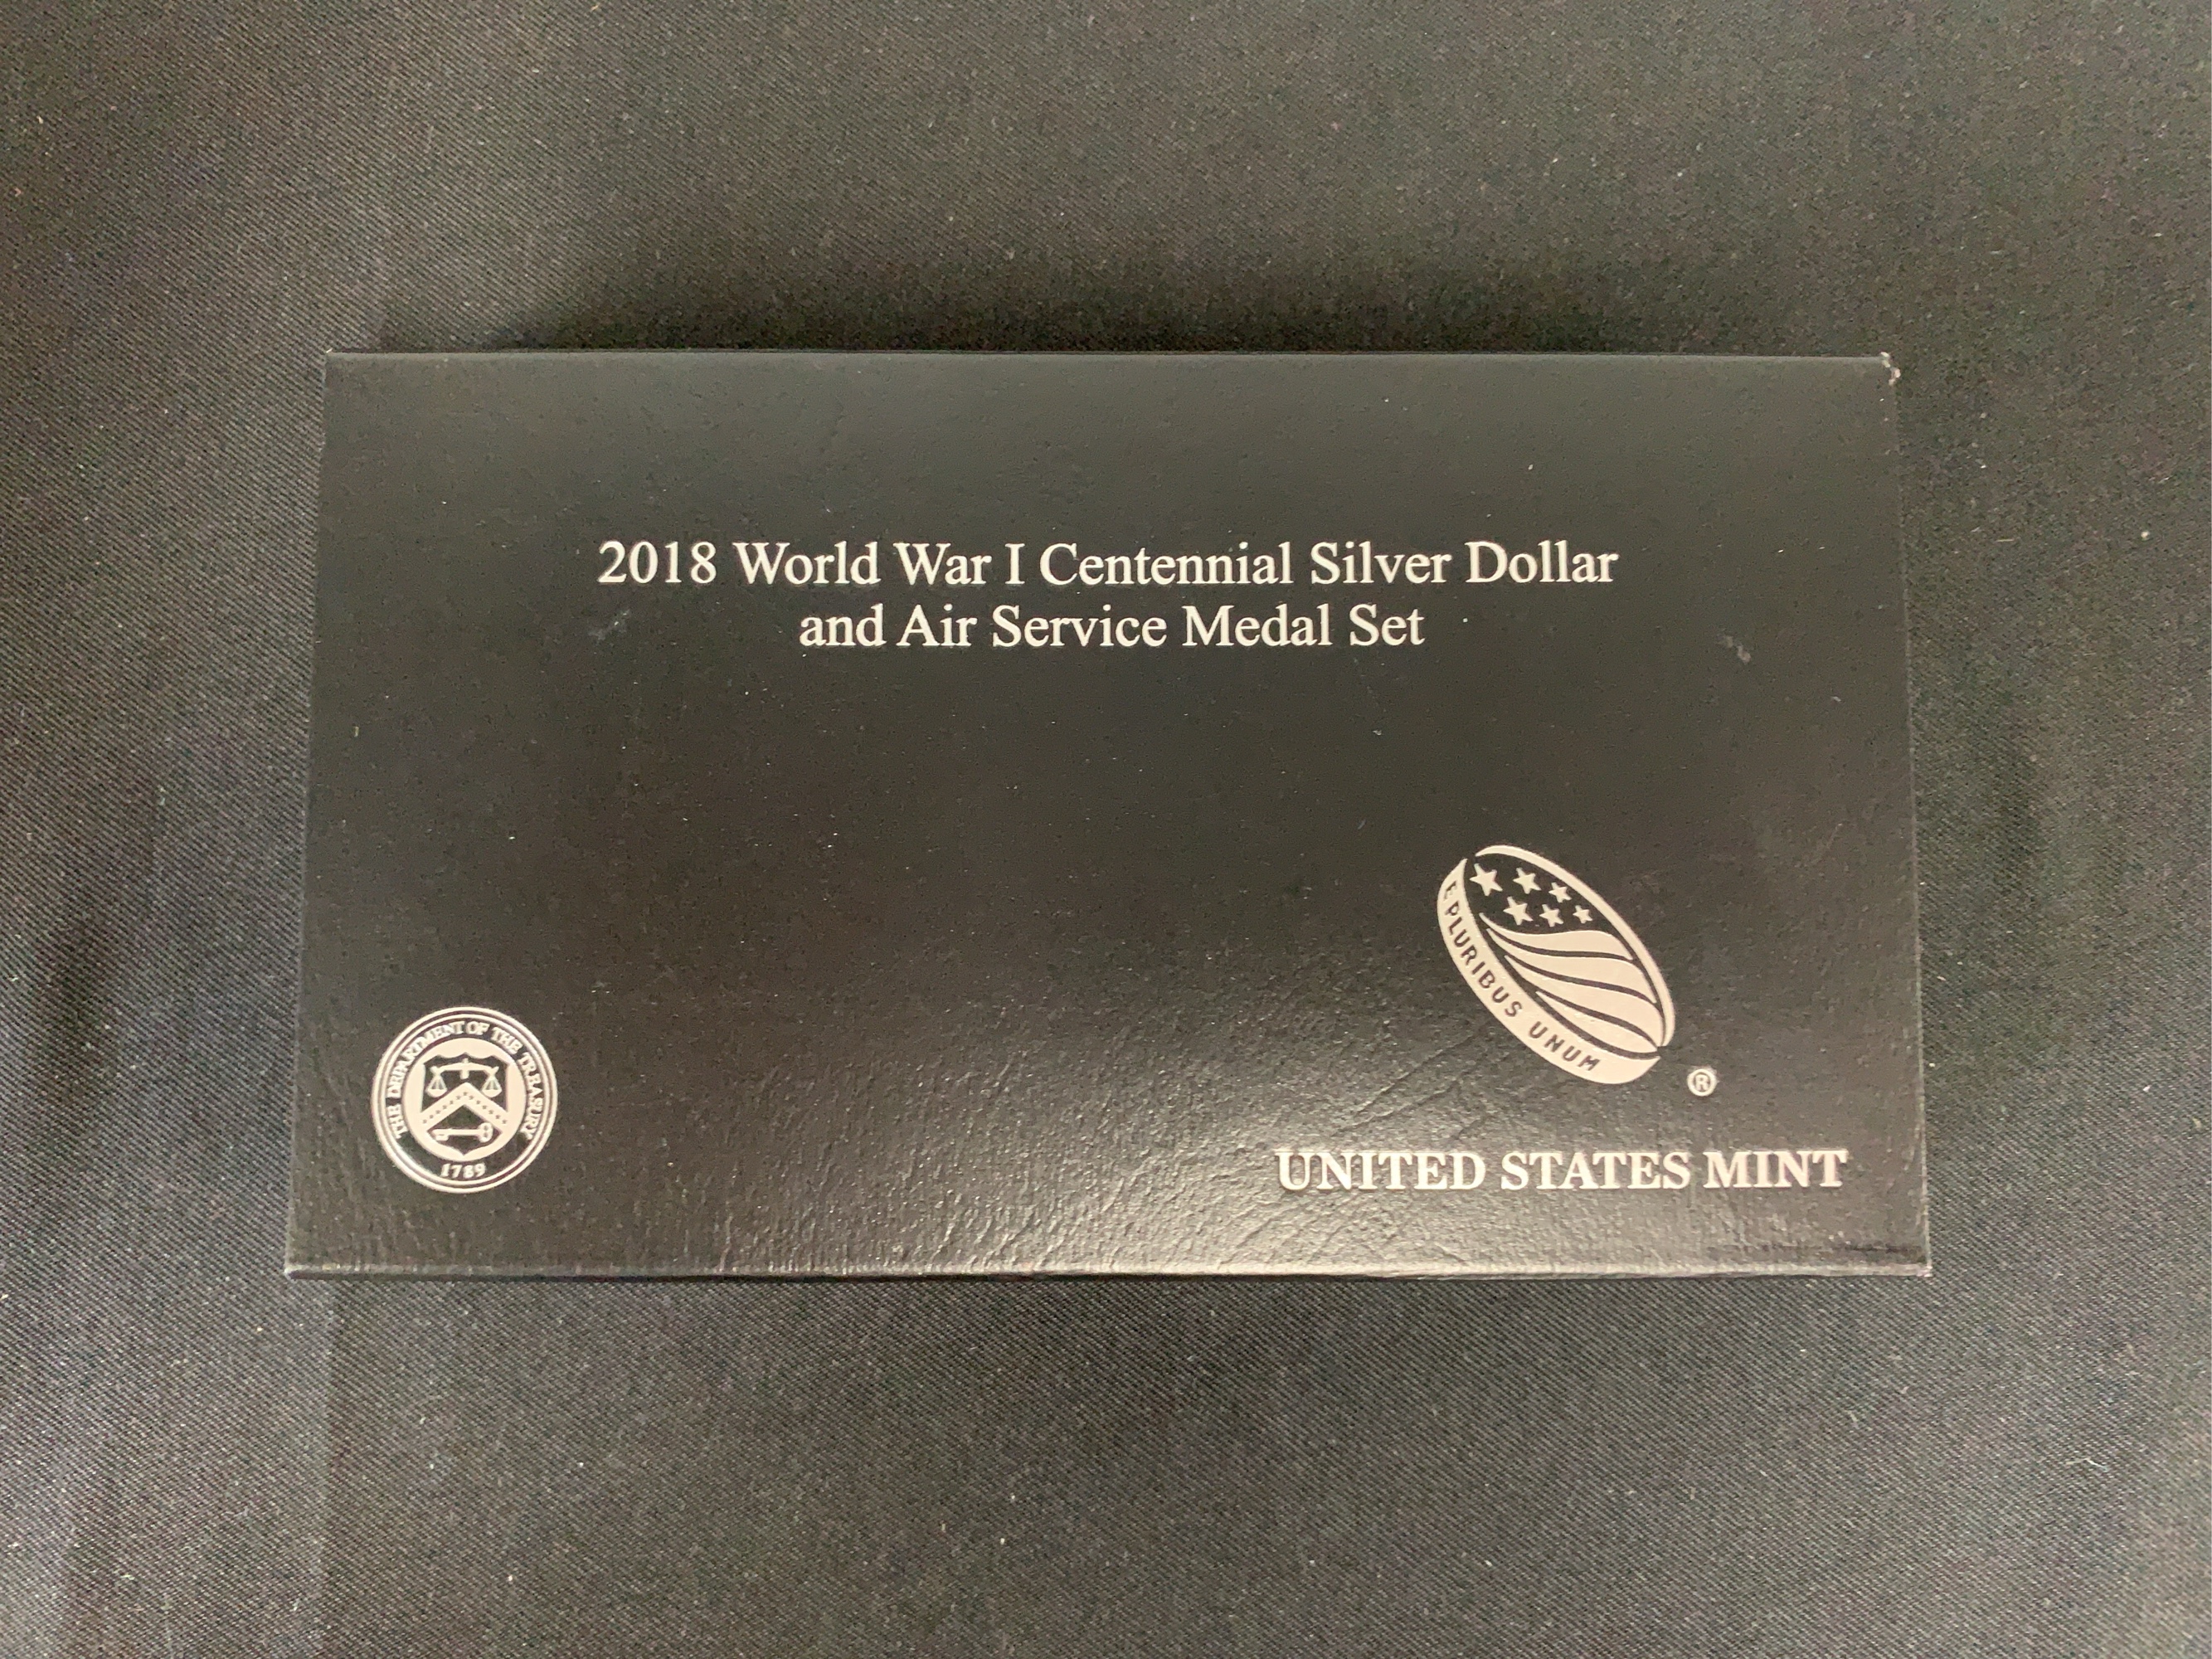 2018 World War I Centennial Silver Dollar
and Air Service Medal Set
E PLURIBUS UNUM
®
THE DEPARTMENT OF THE TREASURY
1789
UNITED STATES MINT